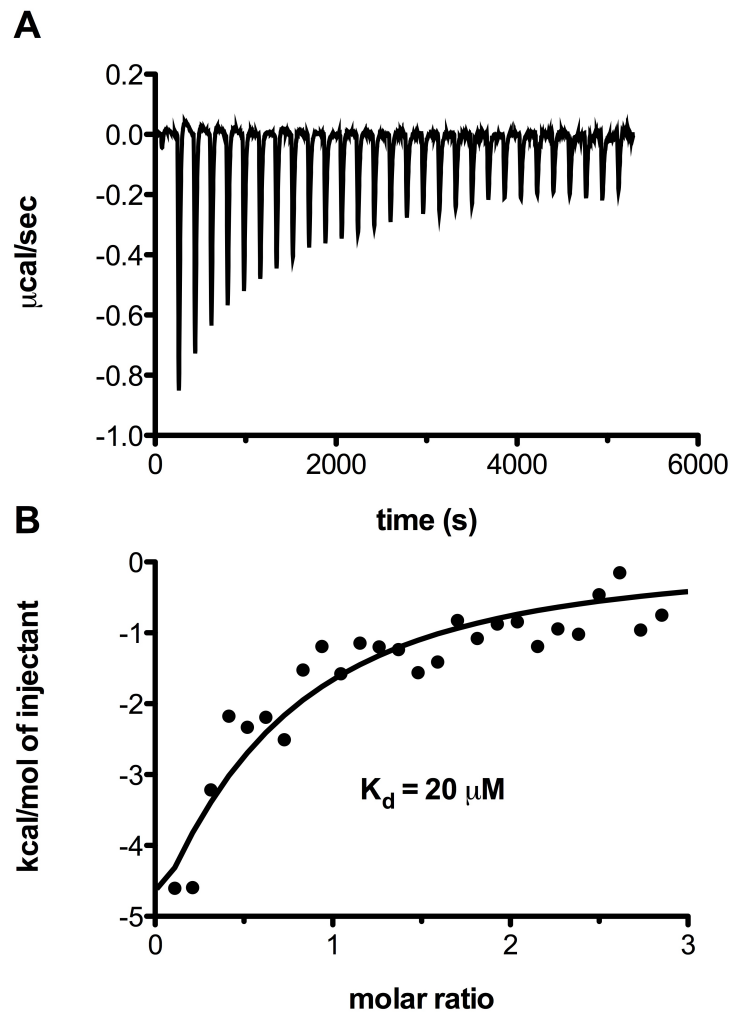 A
0.2
0.0
-0.2
-0.4
-0.6
-0.8
-1.0
μcal/sec
0 2000 4000 6000
time (s)
B
0
-1
-2
-3
-4
-5
kcal/mol of injectant
Kd = 20 μM
0 1 2 3
molar ratio